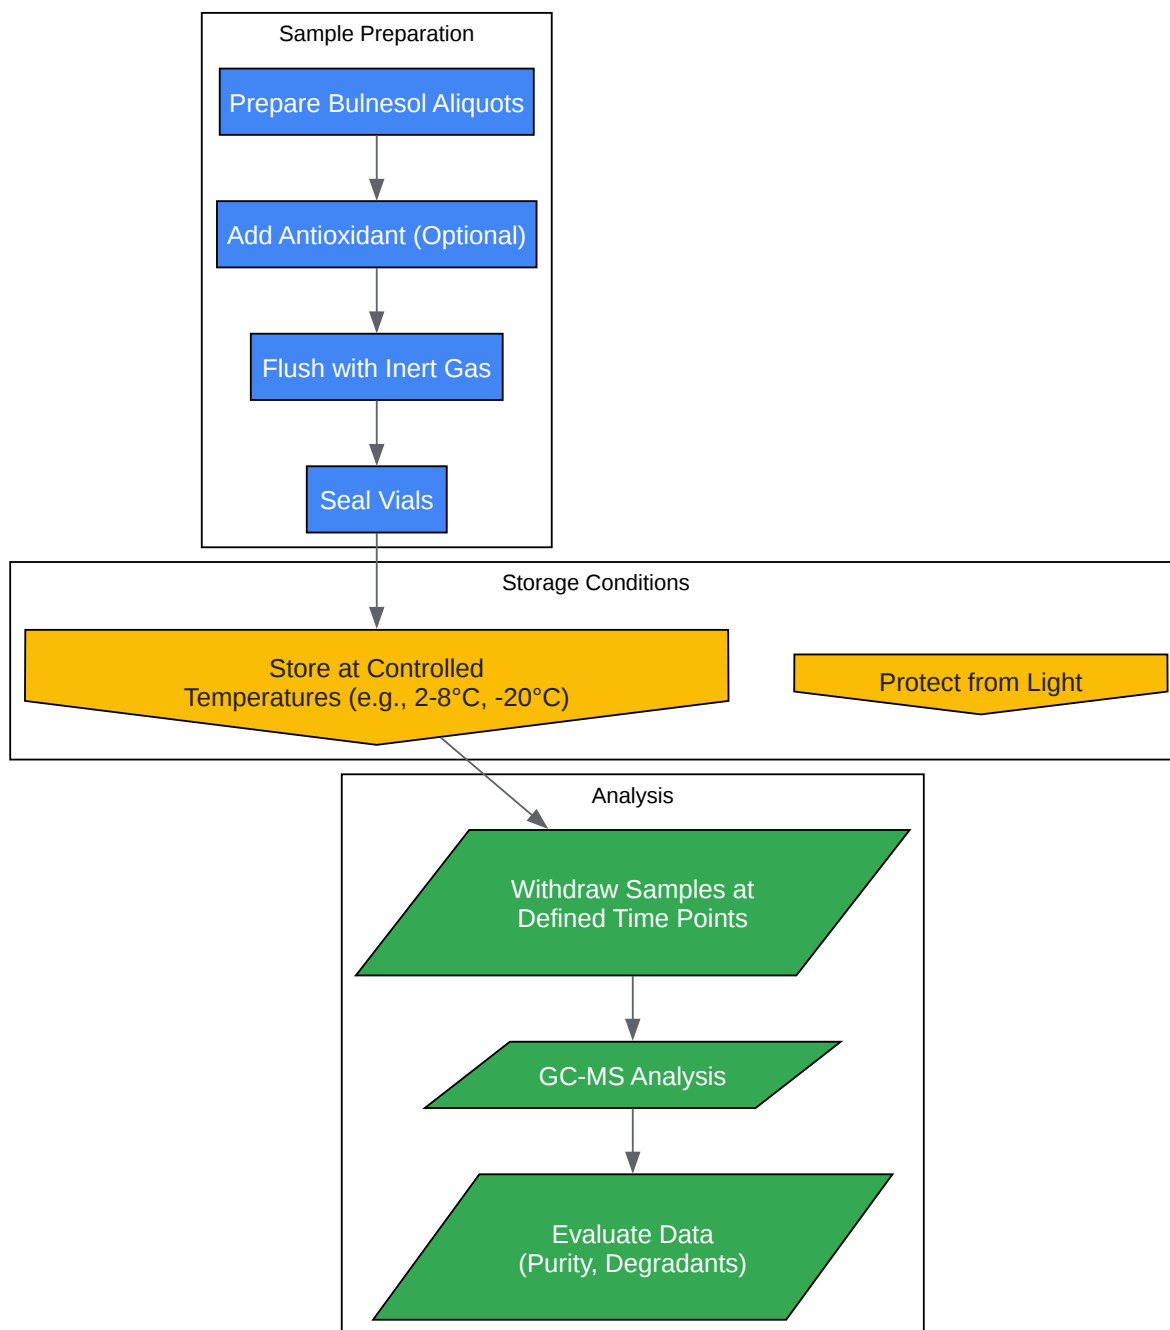 Sample Preparation
Prepare Bulnesol Aliquots
Add Antioxidant (Optional)
Flush with Inert Gas
Seal Vials
Storage Conditions
Store at Controlled
Temperatures (e.g., 2-8°C, -20°C)
Protect from Light
Analysis
Withdraw Samples at
Defined Time Points
GC-MS Analysis
Evaluate Data
(Purity, Degradants)